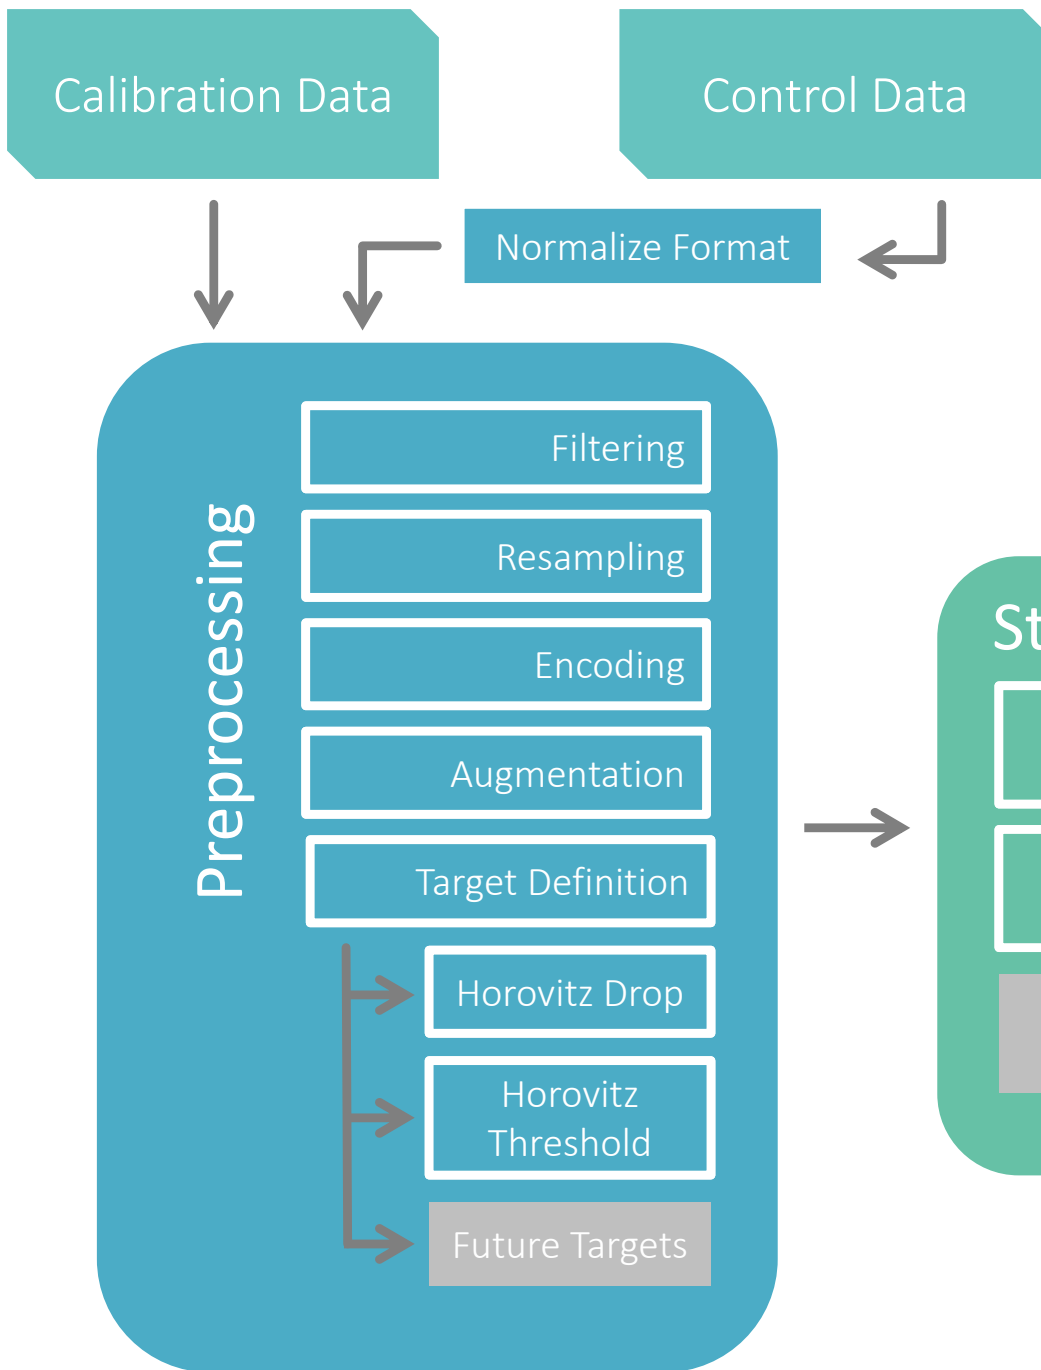 Calibration Data
Control Data
Normalize Format
Preprocessing
Filtering
Resampling
Encoding
Augmentation
Target Definition
Horovitz Drop
Horovitz
Threshold
Future Targets
St